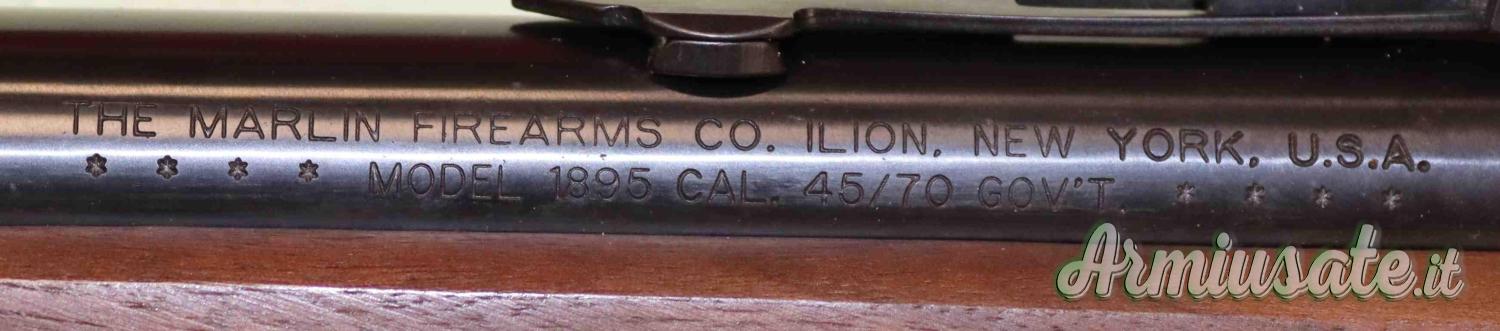 THE MARLIN FIREARMS CO. ILION, NEW YORK, U.S.A.
**** MODEL 1895 CAL. 45/70 GOV'T. ****
Armiusate.it